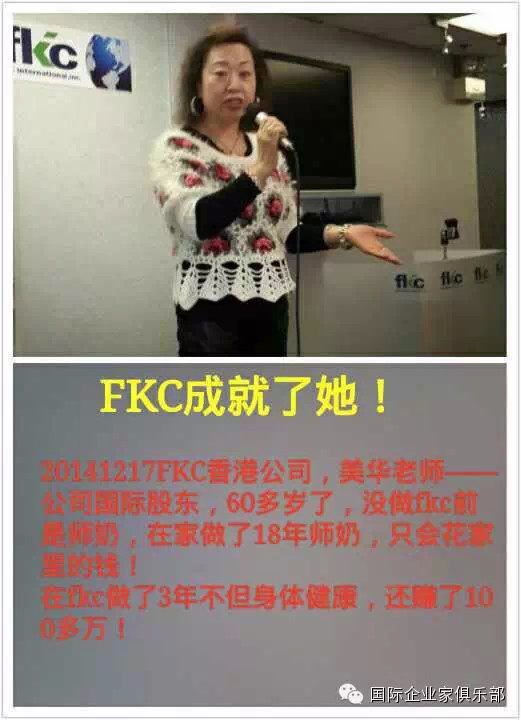 fkc
International,Inc.
fkc fkc fkc
FKC成就了她！
20141217FKC香港公司，美华老师——
公司国际股东，60多岁了，没做fkc前
是师奶，在家做了18年师奶，只会花家
里的钱！
在fkc做了3年不但身体健康，还赚了10
0多万！
国际企业家俱乐部